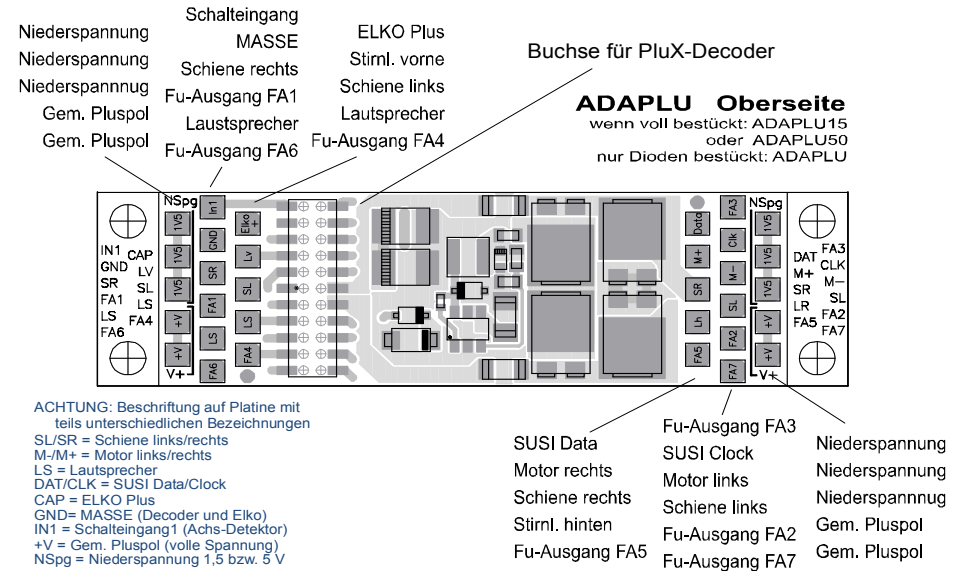 Niederspannung
Niederspannung
Niederspannnug
Gem. Pluspol
Gem. Pluspol
Schalteingang
MASSE
Schiene rechts
Fu-Ausgang FA1
Laustsprecher
Fu-Ausgang FA6
ELKO Plus
Stirnl. vorne
Schiene links
Lautsprecher
Fu-Ausgang FA4
Buchse für PluX-Decoder
ADAPLU Oberseite
wenn voll bestückt: ADAPLU15
oder ADAPLU50
nur Dioden bestückt: ADAPLU
NSpg
1V5
1V5
1V5
+V
+V
V+
IN1
GND
SR
FA1
LS
FA6
CAP
LV
SL
LS
FA4
In1
GND
SR
FA1
LS
FA6
Elko
+
Lv
SL
LS
FA4
Data
M+
SR
Lh
FA5
FA3
Clk
M-
SL
FA2
FA7
NSpg
1V5
1V5
1V5
+V
+V
V+
DAT
M+
SR
LR
FA5
FA3
CLK
M-
SL
FA2
FA7
ACHTUNG: Beschriftung auf Platine mit
teils unterschiedlichen Bezeichnungen
SL/SR = Schiene links/rechts
M-/M+ = Motor links/rechts
LS = Lautsprecher
DAT/CLK = SUSI Data/Clock
CAP = ELKO Plus
GND= MASSE (Decoder und Elko)
IN1 = Schalteingang1 (Achs-Detektor)
+V = Gem. Pluspol (volle Spannung)
NSpg = Niederspannung 1,5 bzw. 5 V
SUSI Data
Motor rechts
Schiene rechts
Stirnl. hinten
Fu-Ausgang FA5
Fu-Ausgang FA3
SUSI Clock
Motor links
Schiene links
Fu-Ausgang FA2
Fu-Ausgang FA7
Niederspannung
Niederspannung
Niederspannnug
Gem. Pluspol
Gem. Pluspol